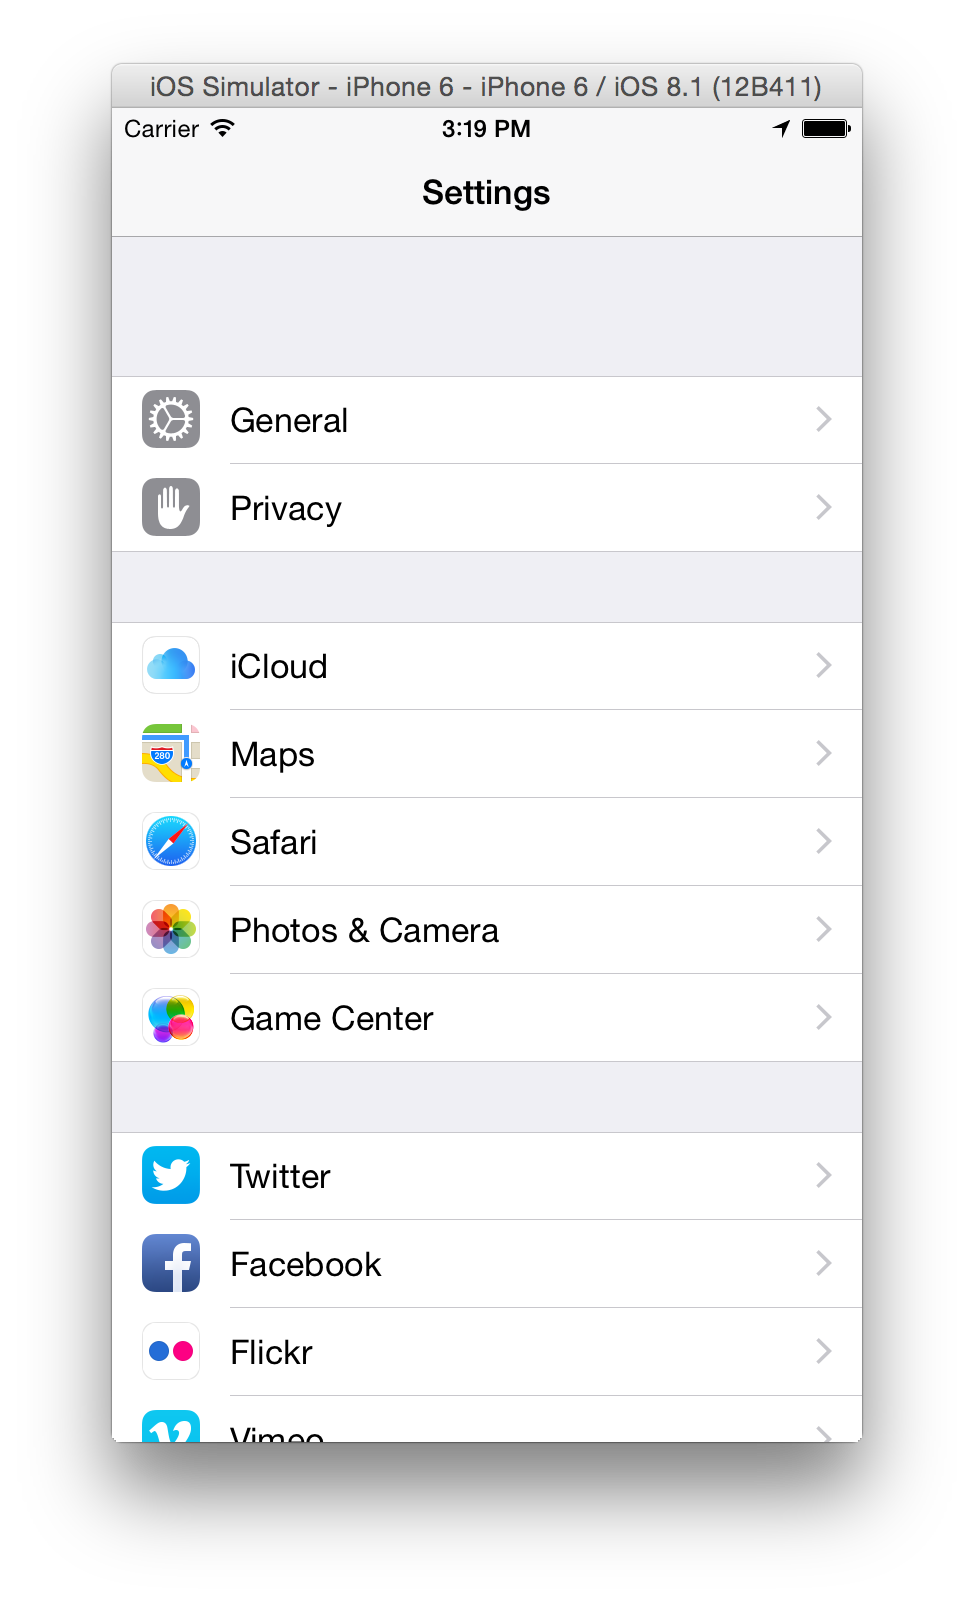 iOS Simulator - iPhone 6 - iPhone 6 / iOS 8.1 (12B411)
Carrier 3:19 PM
Settings
General
Privacy
iCloud
280 Maps
Safari
Photos & Camera
Game Center
Twitter
Facebook
Flickr
Vimeo